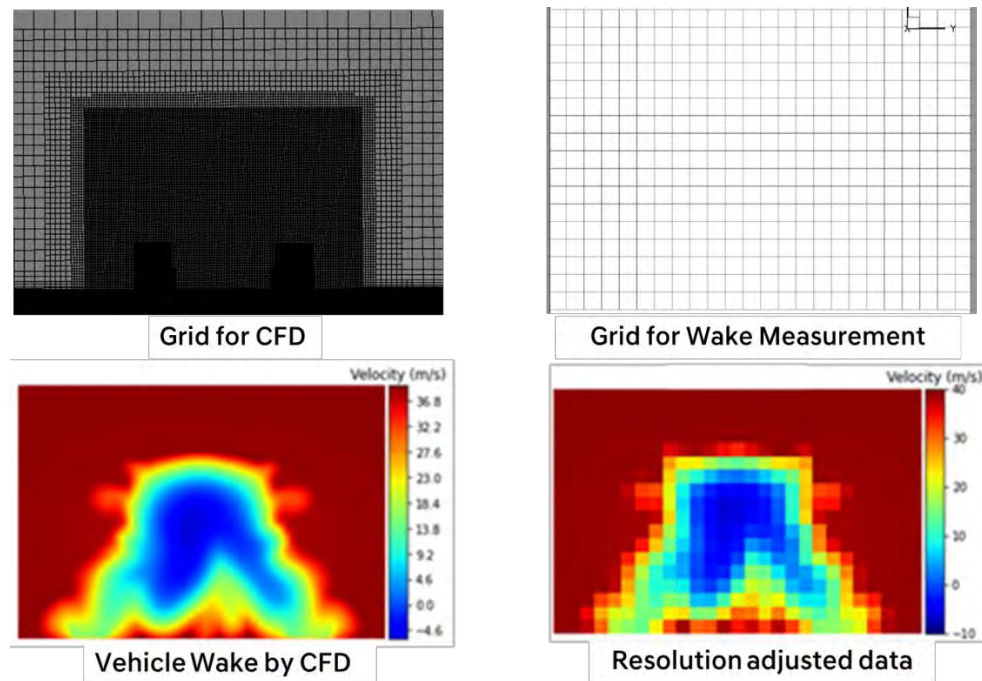 X
Y
Grid for CFD
Grid for Wake Measurement
Velocity (m/s)
36.8
32.2
27.6
23.0
18.4
13.8
9.2
4.6
0.0
−4.6
Vehicle Wake by CFD
Velocity (m/s)
40
30
20
10
0
−10
Resolution adjusted data